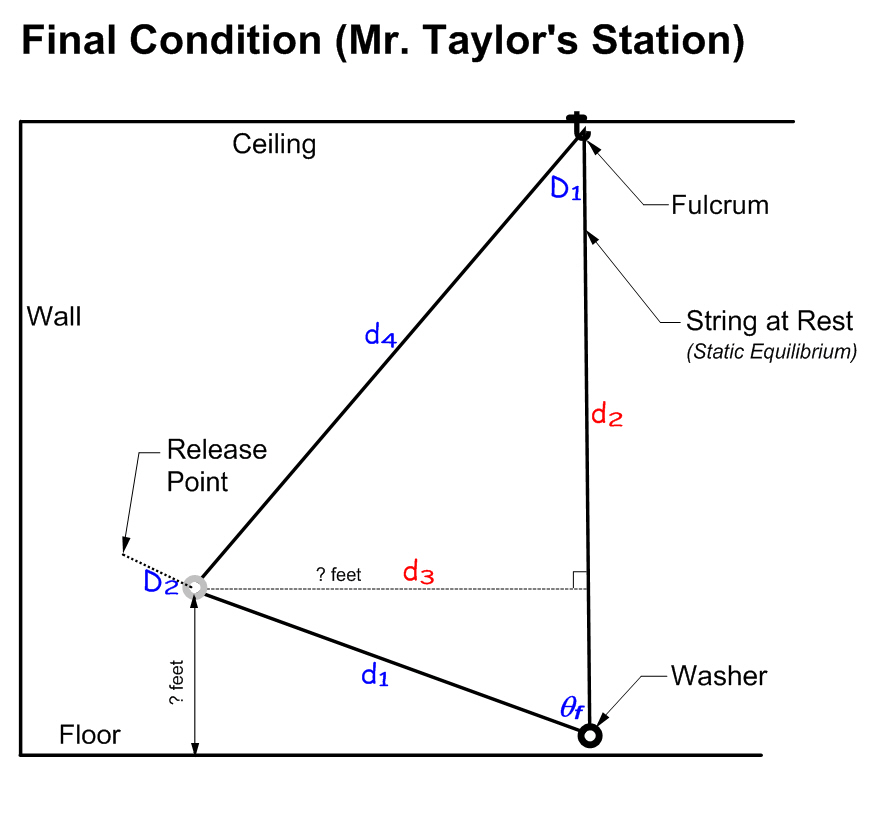 Final Condition (Mr. Taylor's Station)
Ceiling
D1
Fulcrum
Wall
String at Rest
(Static Equilibrium)
d4
d2
Release
Point
? feet
d3
D2
? feet
d1
Washer
θf
Floor